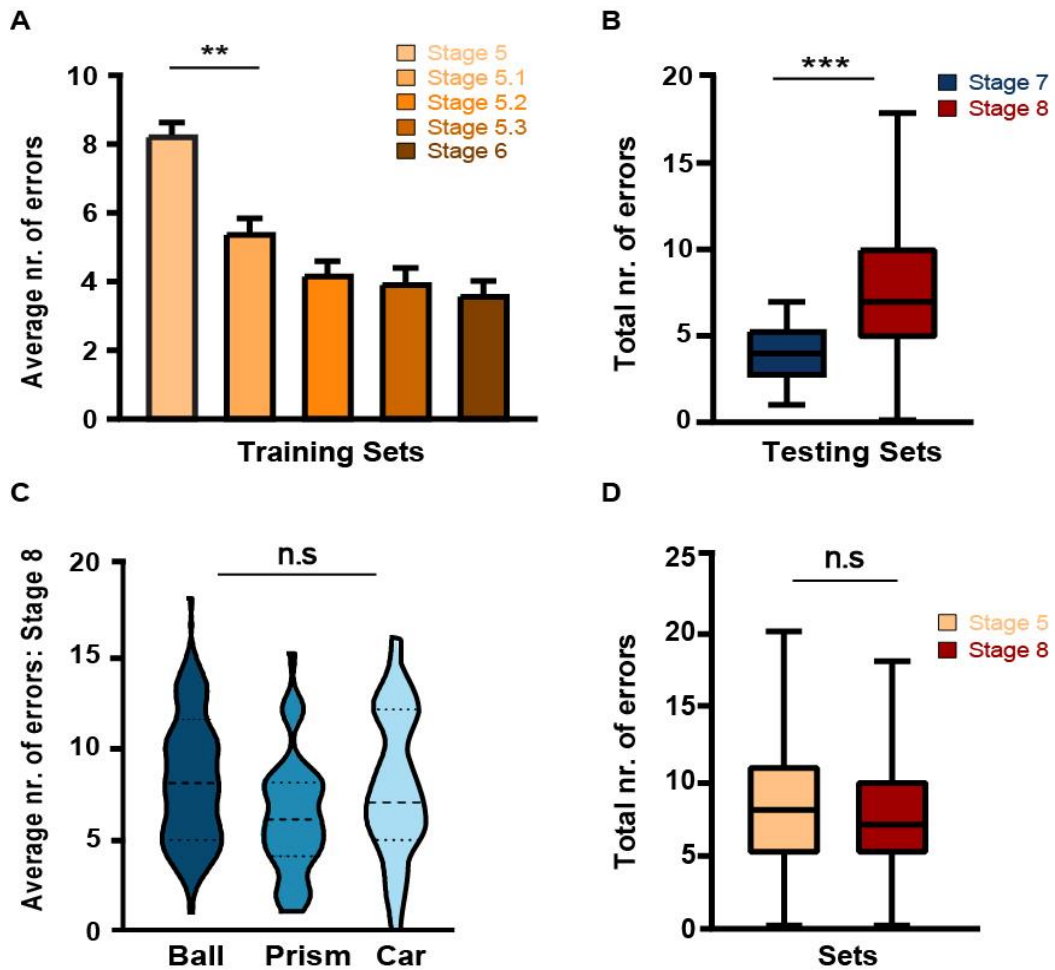 A
**
Stage 5
Stage 5.1
Stage 5.2
Stage 5.3
Stage 6
10
8
6
4
2
0
Average nr. of errors
Training Sets
B
***
Stage 7
Stage 8
20
15
10
5
0
Total nr. of errors
Testing Sets
C
n.s
20
15
10
5
0
Average nr. of errors: Stage 8
Ball Prism Car
D
n.s
Stage 5
Stage 8
25
20
15
10
5
0
Total nr. of errors
Sets